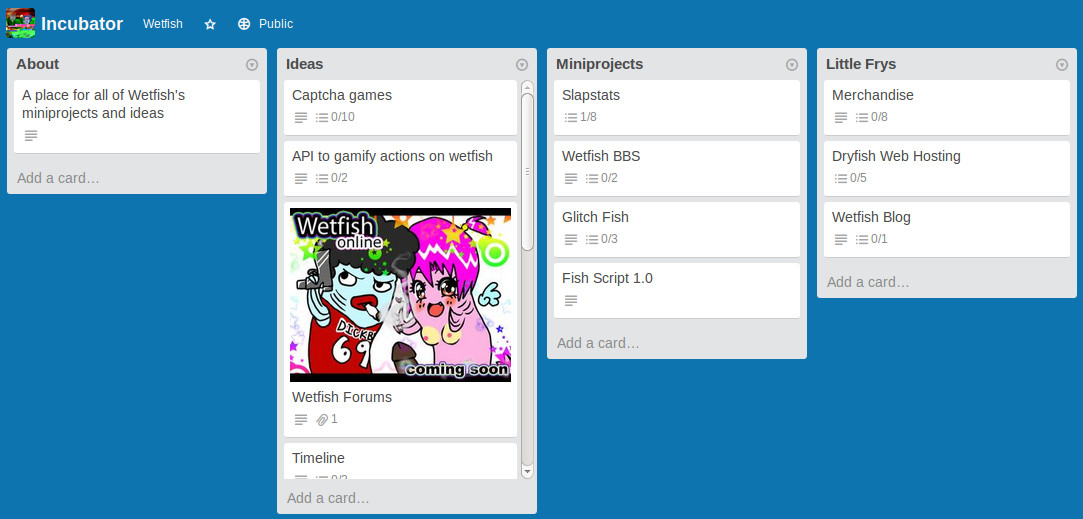 Incubator Wetfish Public
About
A place for all of Wetfish's
miniprojects and ideas
Add a card…
Ideas
Captcha games
0/10
API to gamify actions on wetfish
0/2
Wetfish
online
69
coming soon
Wetfish Forums
1
Timeline
Add a card…
Miniprojects
Slapstats
1/8
Wetfish BBS
0/2
Glitch Fish
0/3
Fish Script 1.0
Add a card…
Little Frys
Merchandise
0/8
Dryfish Web Hosting
0/5
Wetfish Blog
0/1
Add a card…